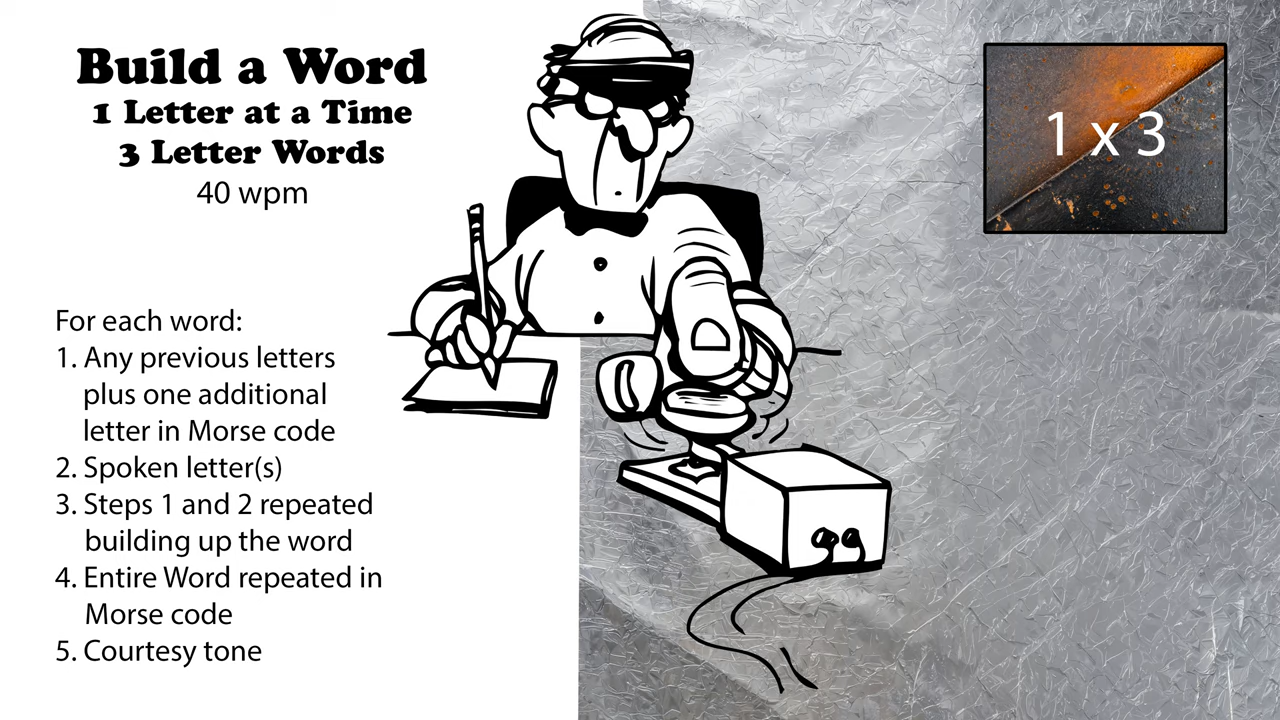 Build a Word
1 Letter at a Time
3 Letter Words
40 wpm
1 x 3
For each word:
1. Any previous letters
plus one additional
letter in Morse code
2. Spoken letter(s)
3. Steps 1 and 2 repeated
building up the word
4. Entire Word repeated in
Morse code
5. Courtesy tone